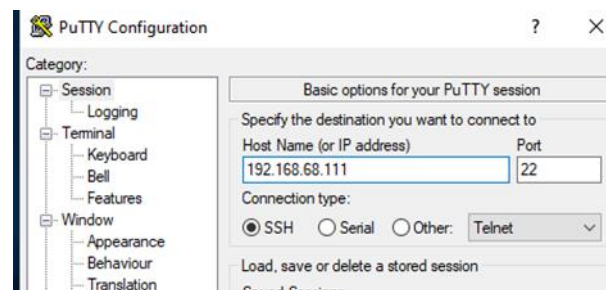 PuTTY Configuration ? ×
Category:
Session
Logging
Terminal
Keyboard
Bell
Features
Window
Appearance
Behaviour
Translation
Basic options for your PuTTY session
Specify the destination you want to connect to
Host Name (or IP address) Port
192.168.68.111 22
Connection type:
SSH Serial Other: Telnet
Load, save or delete a stored session
Saved Sessions